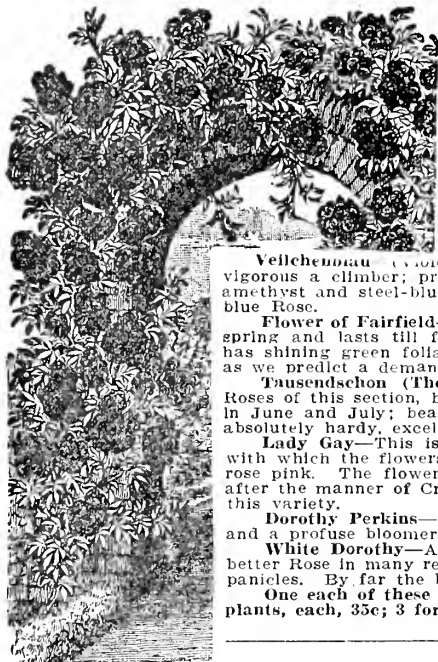 Veilchenblau
vigorous a climber; pr
amethyst and steel-blu
blue Rose.
Flower of Fairfield-
spring and lasts till f
has shining green folia
as we predict a deman
Tausendschon (The
Roses of this section, b
in June and July; bea
absolutely hardy, excel
Lady Gay—This is
with which the flowers
rose pink. The flower
after the manner of Cr
this variety.
Dorothy Perkins—
and a profuse bloomer
White Dorothy—A
better Rose in many re
panicles. By far the
One each of these
plants, each, 35c; 3 for